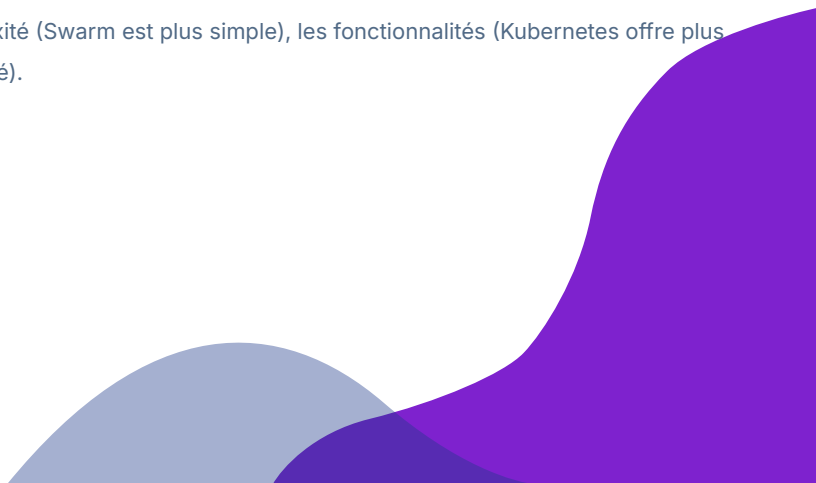 xité (Swarm est plus simple), les fonctionnalités (Kubernetes offre plus
é).